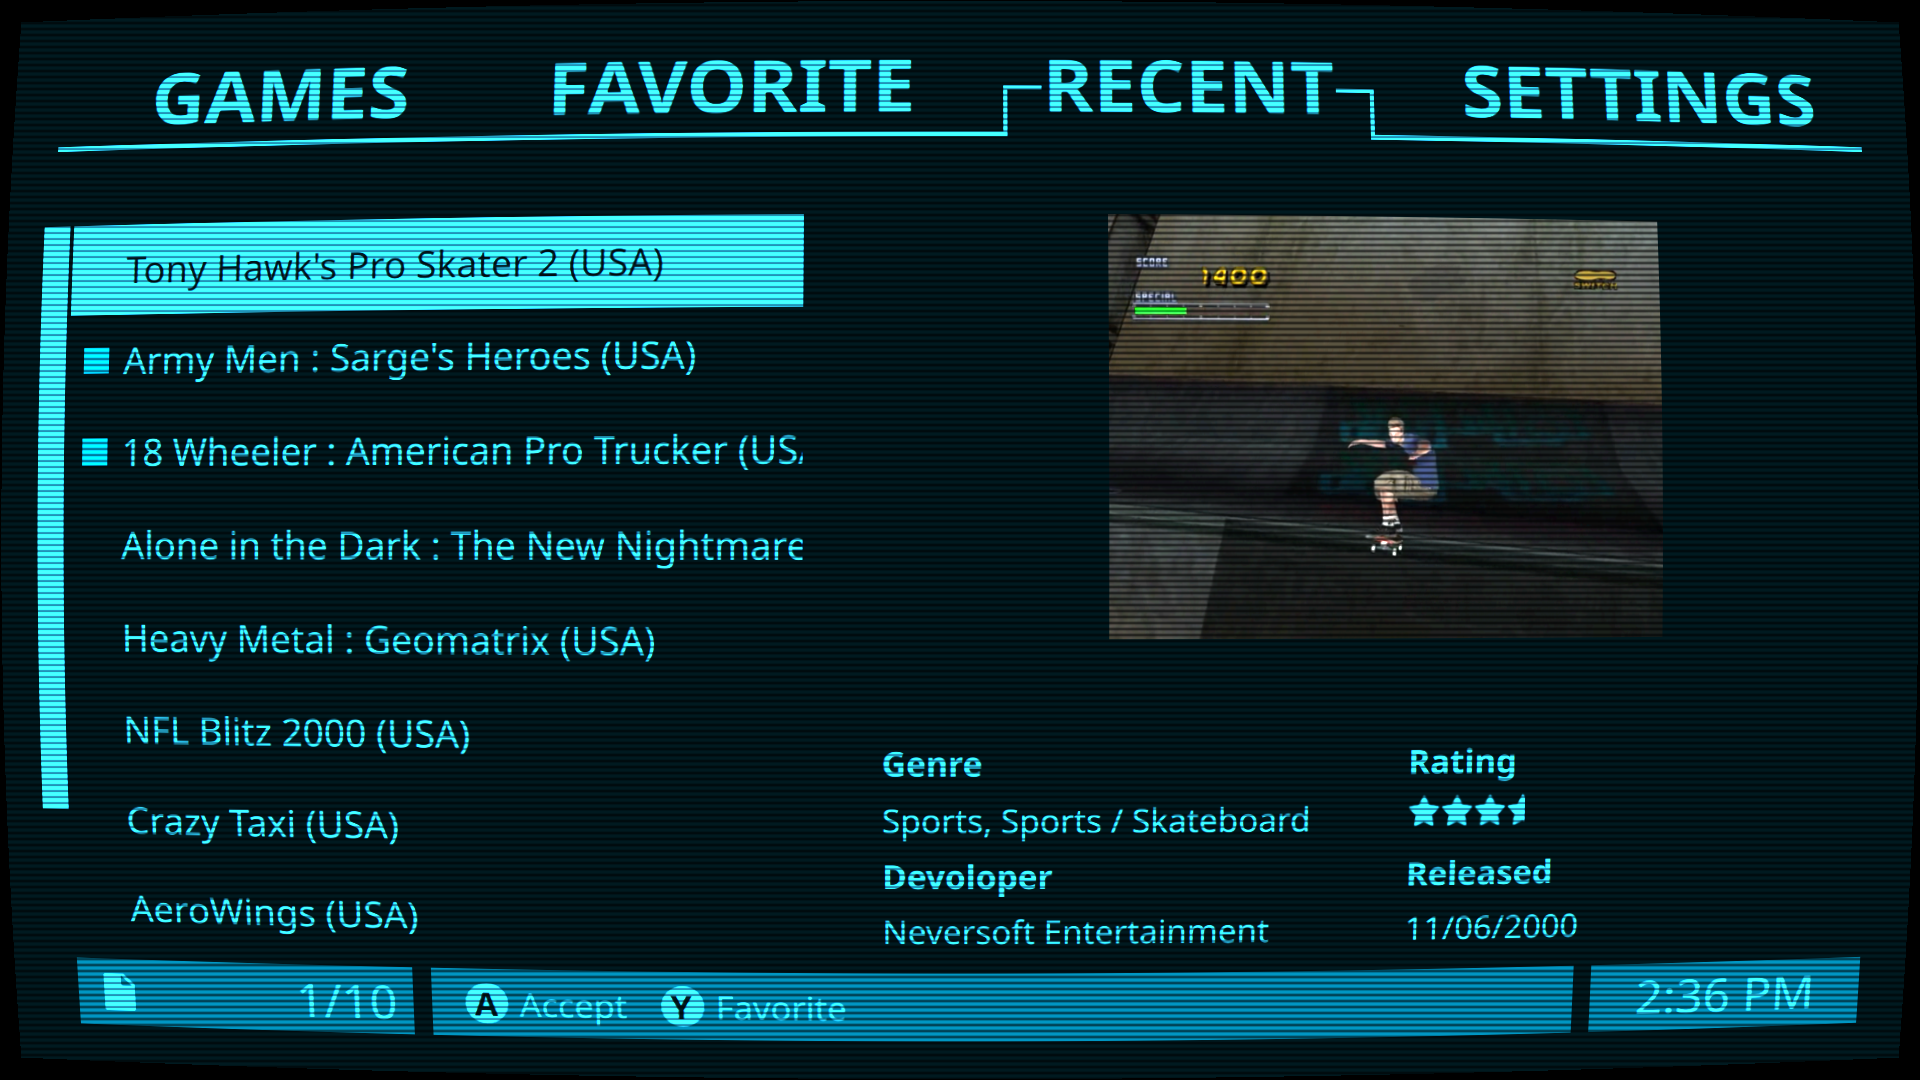 GAMES FAVORITE RECENT SETTINGS
Tony Hawk's Pro Skater 2 (USA)
Army Men : Sarge's Heroes (USA)
18 Wheeler : American Pro Trucker (USA
Alone in the Dark : The New Nightmare
Heavy Metal : Geomatrix (USA)
NFL Blitz 2000 (USA)
Crazy Taxi (USA)
AeroWings (USA)
SCORE
1400
SPECIAL
SWITCH
Genre
Sports, Sports / Skateboard
Devoloper
Neversoft Entertainment
Rating
Released
11/06/2000
1/10
A Accept Y Favorite
2:36 PM